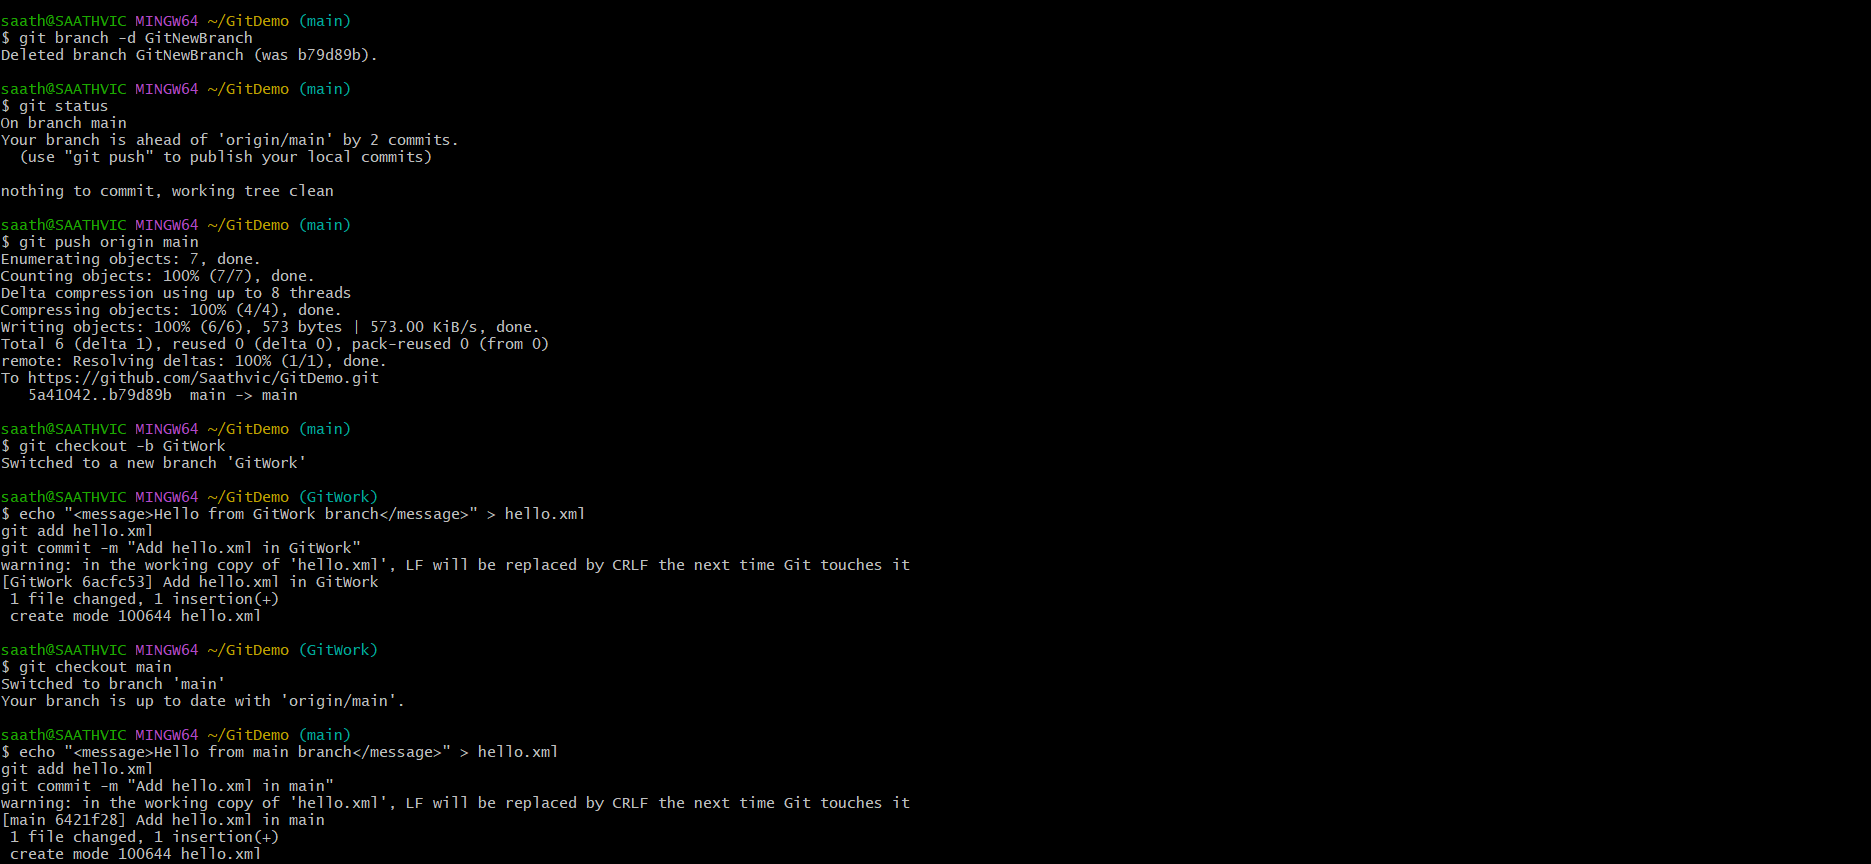 saath@SAATHVIC MINGW64 ~/GitDemo (main)
$ git branch -d GitNewBranch
Deleted branch GitNewBranch (was b79d89b).
saath@SAATHVIC MINGW64 ~/GitDemo (main)
$ git status
On branch main
Your branch is ahead of 'origin/main' by 2 commits.
  (use "git push" to publish your local commits)
nothing to commit, working tree clean
saath@SAATHVIC MINGW64 ~/GitDemo (main)
$ git push origin main
Enumerating objects: 7, done.
Counting objects: 100% (7/7), done.
Delta compression using up to 8 threads
Compressing objects: 100% (4/4), done.
Writing objects: 100% (6/6), 573 bytes | 573.00 KiB/s, done.
Total 6 (delta 1), reused 0 (delta 0), pack-reused 0 (from 0)
remote: Resolving deltas: 100% (1/1), done.
To https://github.com/Saathvic/GitDemo.git
   5a41042..b79d89b  main -> main
saath@SAATHVIC MINGW64 ~/GitDemo (main)
$ git checkout -b GitWork
Switched to a new branch 'GitWork'
saath@SAATHVIC MINGW64 ~/GitDemo (GitWork)
$ echo "<message>Hello from GitWork branch</message>" > hello.xml
git add hello.xml
git commit -m "Add hello.xml in GitWork"
warning: in the working copy of 'hello.xml', LF will be replaced by CRLF the next time Git touches it
[GitWork 6acfc53] Add hello.xml in GitWork
 1 file changed, 1 insertion(+)
 create mode 100644 hello.xml
saath@SAATHVIC MINGW64 ~/GitDemo (GitWork)
$ git checkout main
Switched to branch 'main'
Your branch is up to date with 'origin/main'.
saath@SAATHVIC MINGW64 ~/GitDemo (main)
$ echo "<message>Hello from main branch</message>" > hello.xml
git add hello.xml
git commit -m "Add hello.xml in main"
warning: in the working copy of 'hello.xml', LF will be replaced by CRLF the next time Git touches it
[main 6421f28] Add hello.xml in main
 1 file changed, 1 insertion(+)
 create mode 100644 hello.xml